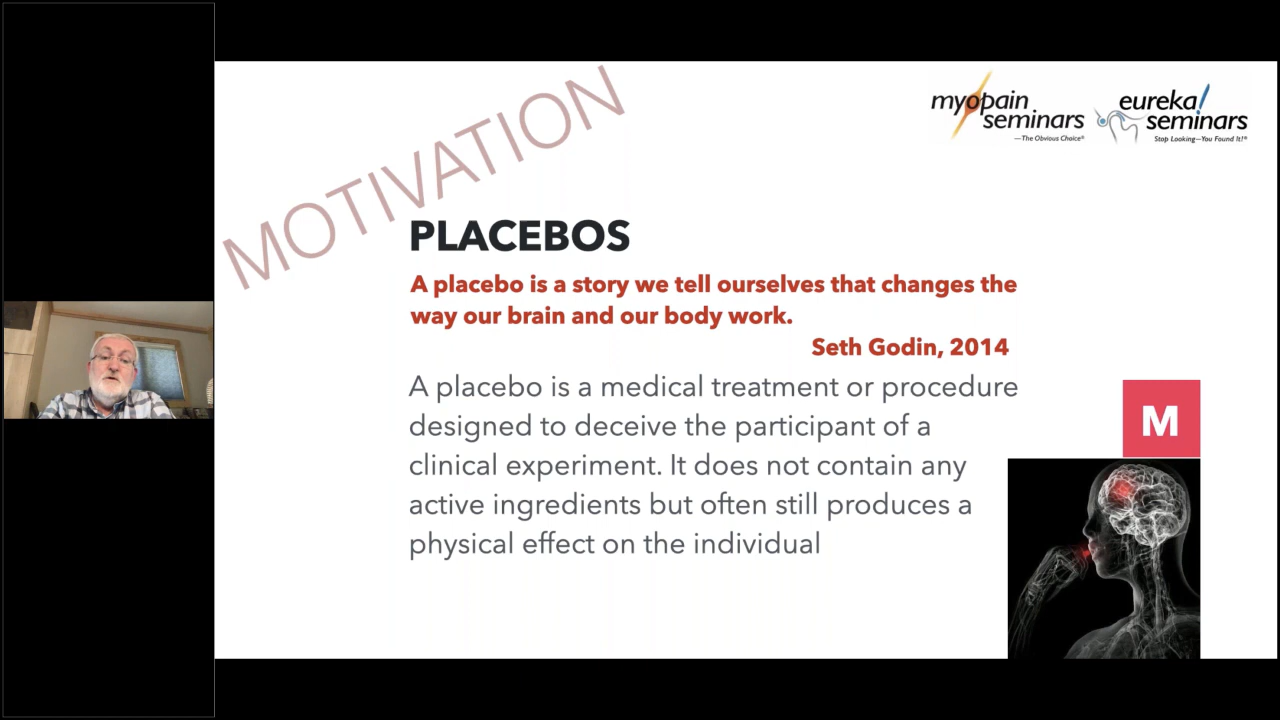 MOTIVATION
myopain
seminars
—The Obvious Choice®
eureka!
seminars
Stop Looking—You Found It!®
PLACEBOS
A placebo is a story we tell ourselves that changes the
way our brain and our body work.
Seth Godin, 2014
A placebo is a medical treatment or procedure
designed to deceive the participant of a
clinical experiment. It does not contain any
active ingredients but often still produces a
physical effect on the individual
M